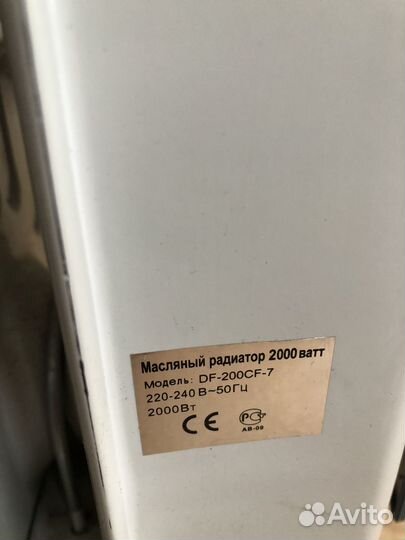 Масляный радиатор 2000 ватт
Модель: DF-200CF-7
220-240 В~50Гц
2000Вт
CE РСТ
АВ-09
Avito